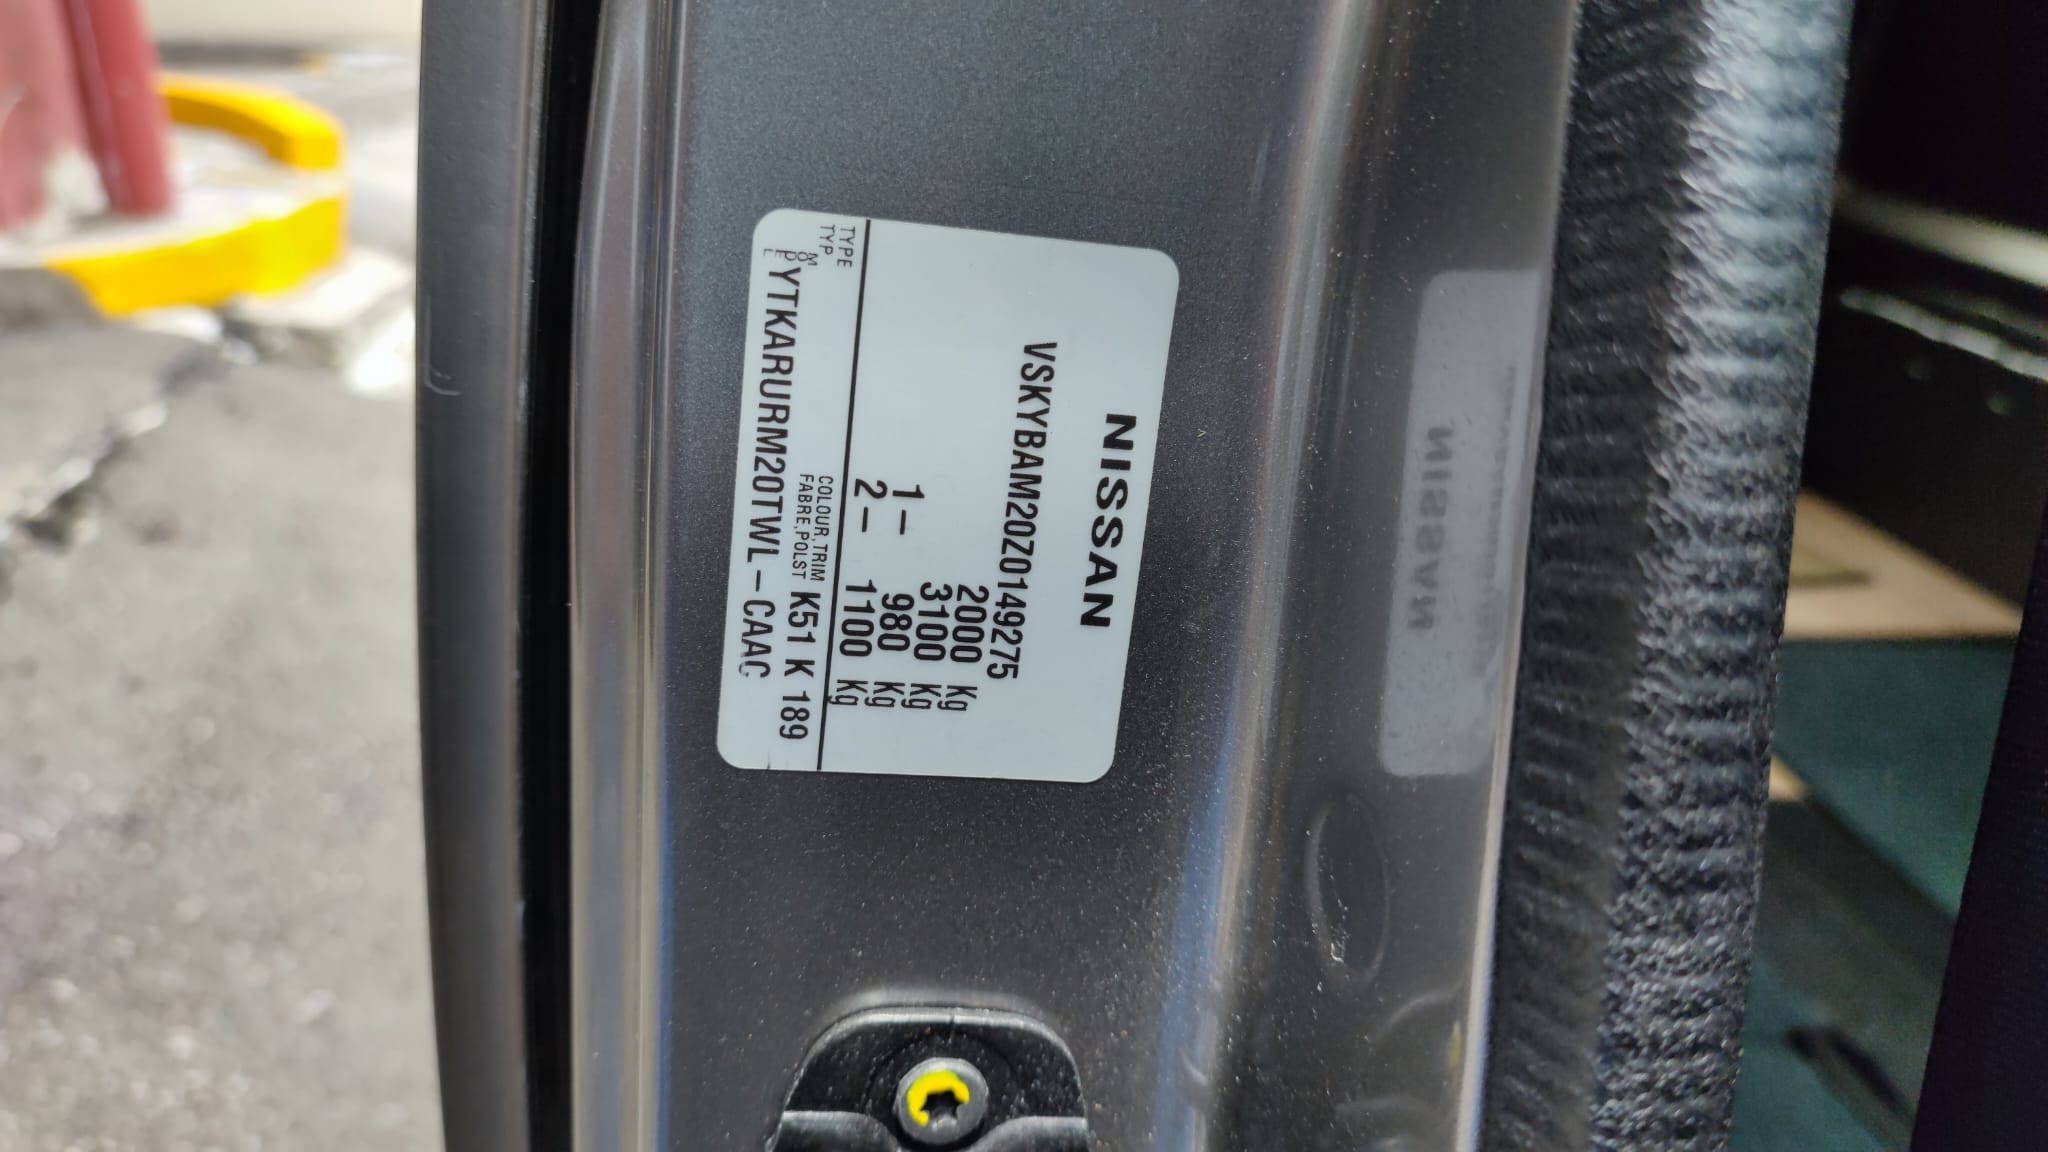 NISSAN
VSKYBAM20Z0149275
2000 Kg
3100 Kg
1- 980 Kg
2- 1100 Kg
TYPE
TYP
COLOUR,TRIM
FABRE,POLST K51 K 189
MODEL YTKARURM20TWL-CAAC
NISSAN